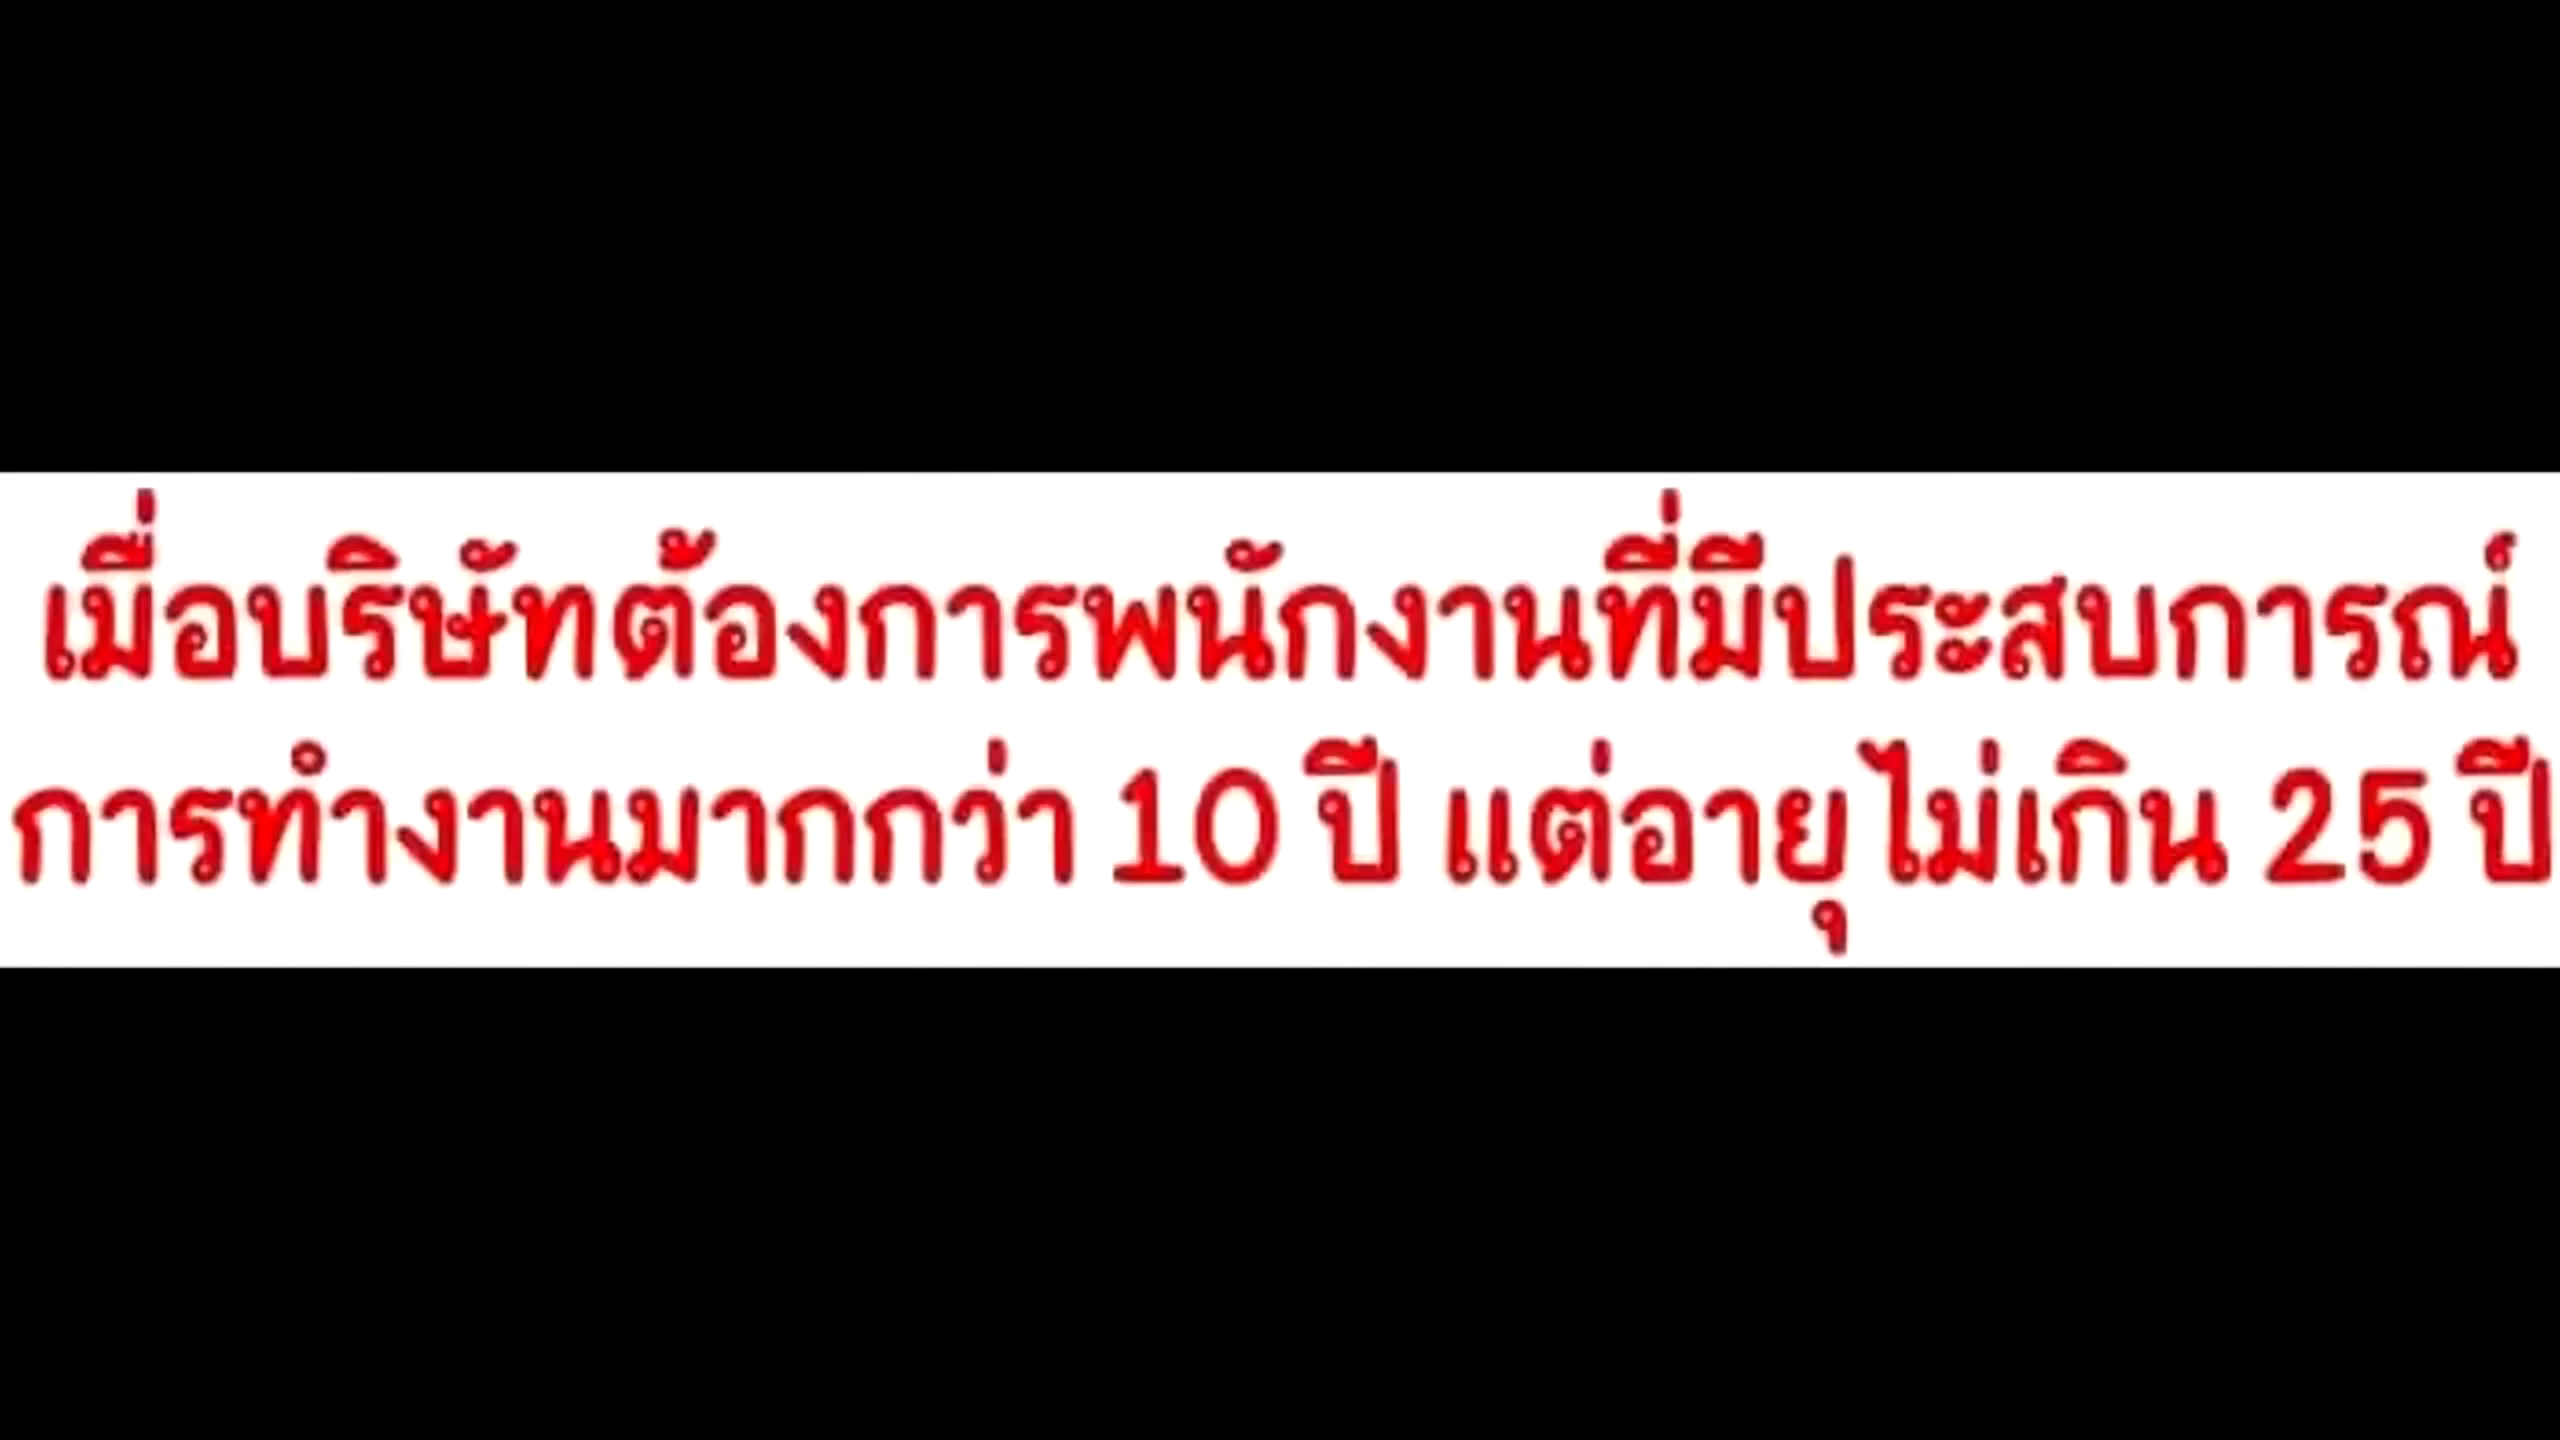 เมื่อบริษัทต้องการพนักงานที่มีประสบการณ์
การทำงานมากกว่า 10 ปี แต่อายุไม่เกิน 25 ปี